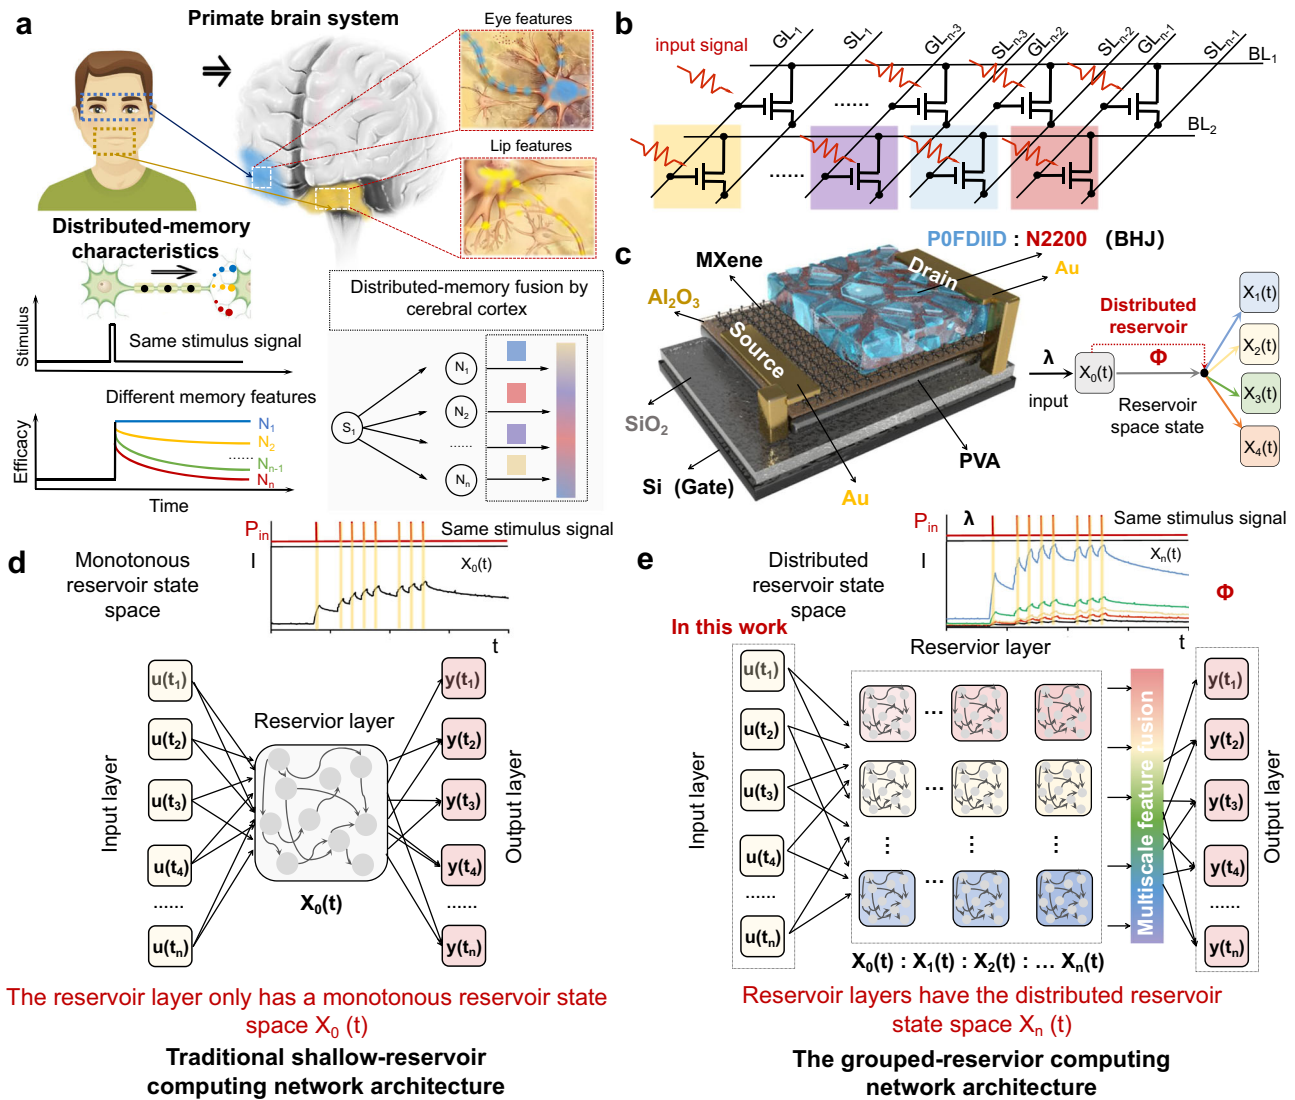 a
Primate brain system
Eye features
Lip features
Distributed-memory
characteristics
Stimulus
Same stimulus signal
Different memory features
Efficacy
N1
N2
......
Nn-1
Nn
Time
Distributed-memory fusion by
cerebral cortex
S1
N1
N2
......
Nn
b
input signal
GL1
SL1
GLn-3
SLn-3
GLn-2
SLn-2
GLn-1
SLn-1
BL1
......
BL2
......
c
P0FDIID : N2200 (BHJ)
MXene
Al2O3
Drain
Au
Source
SiO2
Si (Gate)
Au
PVA
Distributed
reservoir
λ
input
X0(t)
Φ
Reservoir
space state
X1(t)
X2(t)
X3(t)
X4(t)
d
Monotonous
reservoir state
space
Pin
Same stimulus signal
I
X0(t)
t
Input layer
u(t1)
u(t2)
u(t3)
u(t4)
......
u(tn)
Reservior layer
X0(t)
y(t1)
y(t2)
y(t3)
y(t4)
......
y(tn)
Output layer
The reservoir layer only has a monotonous reservoir state
space X0 (t)
Traditional shallow-reservoir
computing network architecture
e
Distributed
reservoir state
space
Pin
λ
Same stimulus signal
I
Xn(t)
Φ
t
In this work
Reservior layer
Input layer
u(t1)
u(t2)
u(t3)
u(t4)
......
u(tn)
...
...
⋮
⋮
⋮
...
X0(t) : X1(t) : X2(t) : ... Xn(t)
Multiscale feature fusion
y(t1)
y(t2)
y(t3)
y(t4)
......
y(tn)
Output layer
Reservoir layers have the distributed reservoir
state space Xn (t)
The grouped-reservior computing
network architecture